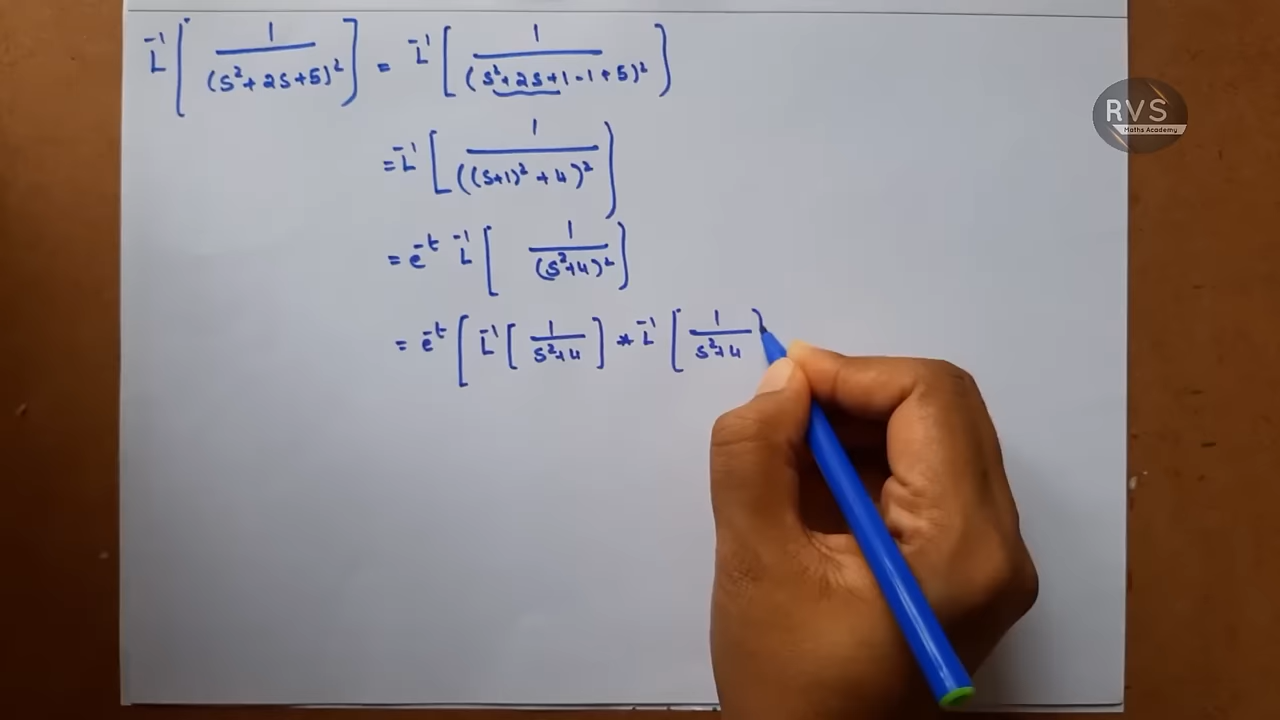 L⁻¹[ 1/(s²+2s+5)² ] = L⁻¹[ 1/(s²+2s+1-1+5)² ]
= L⁻¹[ 1/((s+1)²+4)² ]
= e⁻ᵗ L⁻¹[ 1/(s²+4)² ]
= e⁻ᵗ [ L⁻¹[ 1/s²+4 ] * L⁻¹[ 1/s²+4 ]
RVS
Maths Academy